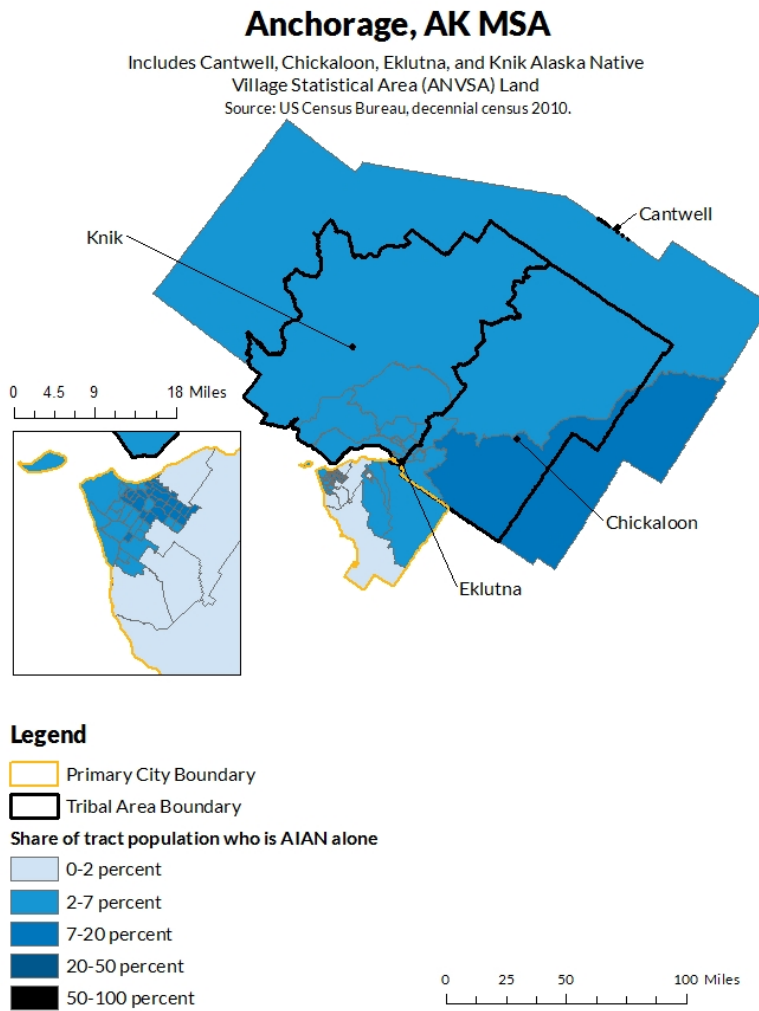 Anchorage, AK MSA
Includes Cantwell, Chickaloon, Eklutna, and Knik Alaska Native
Village Statistical Area (ANVSA) Land
Source: US Census Bureau, decennial census 2010.
Cantwell
Knik
0 4.5 9 18 Miles
Chickaloon
Eklutna
Legend
Primary City Boundary
Tribal Area Boundary
Share of tract population who is AIAN alone
0-2 percent
2-7 percent
7-20 percent
20-50 percent
50-100 percent
0 25 50 100 Miles